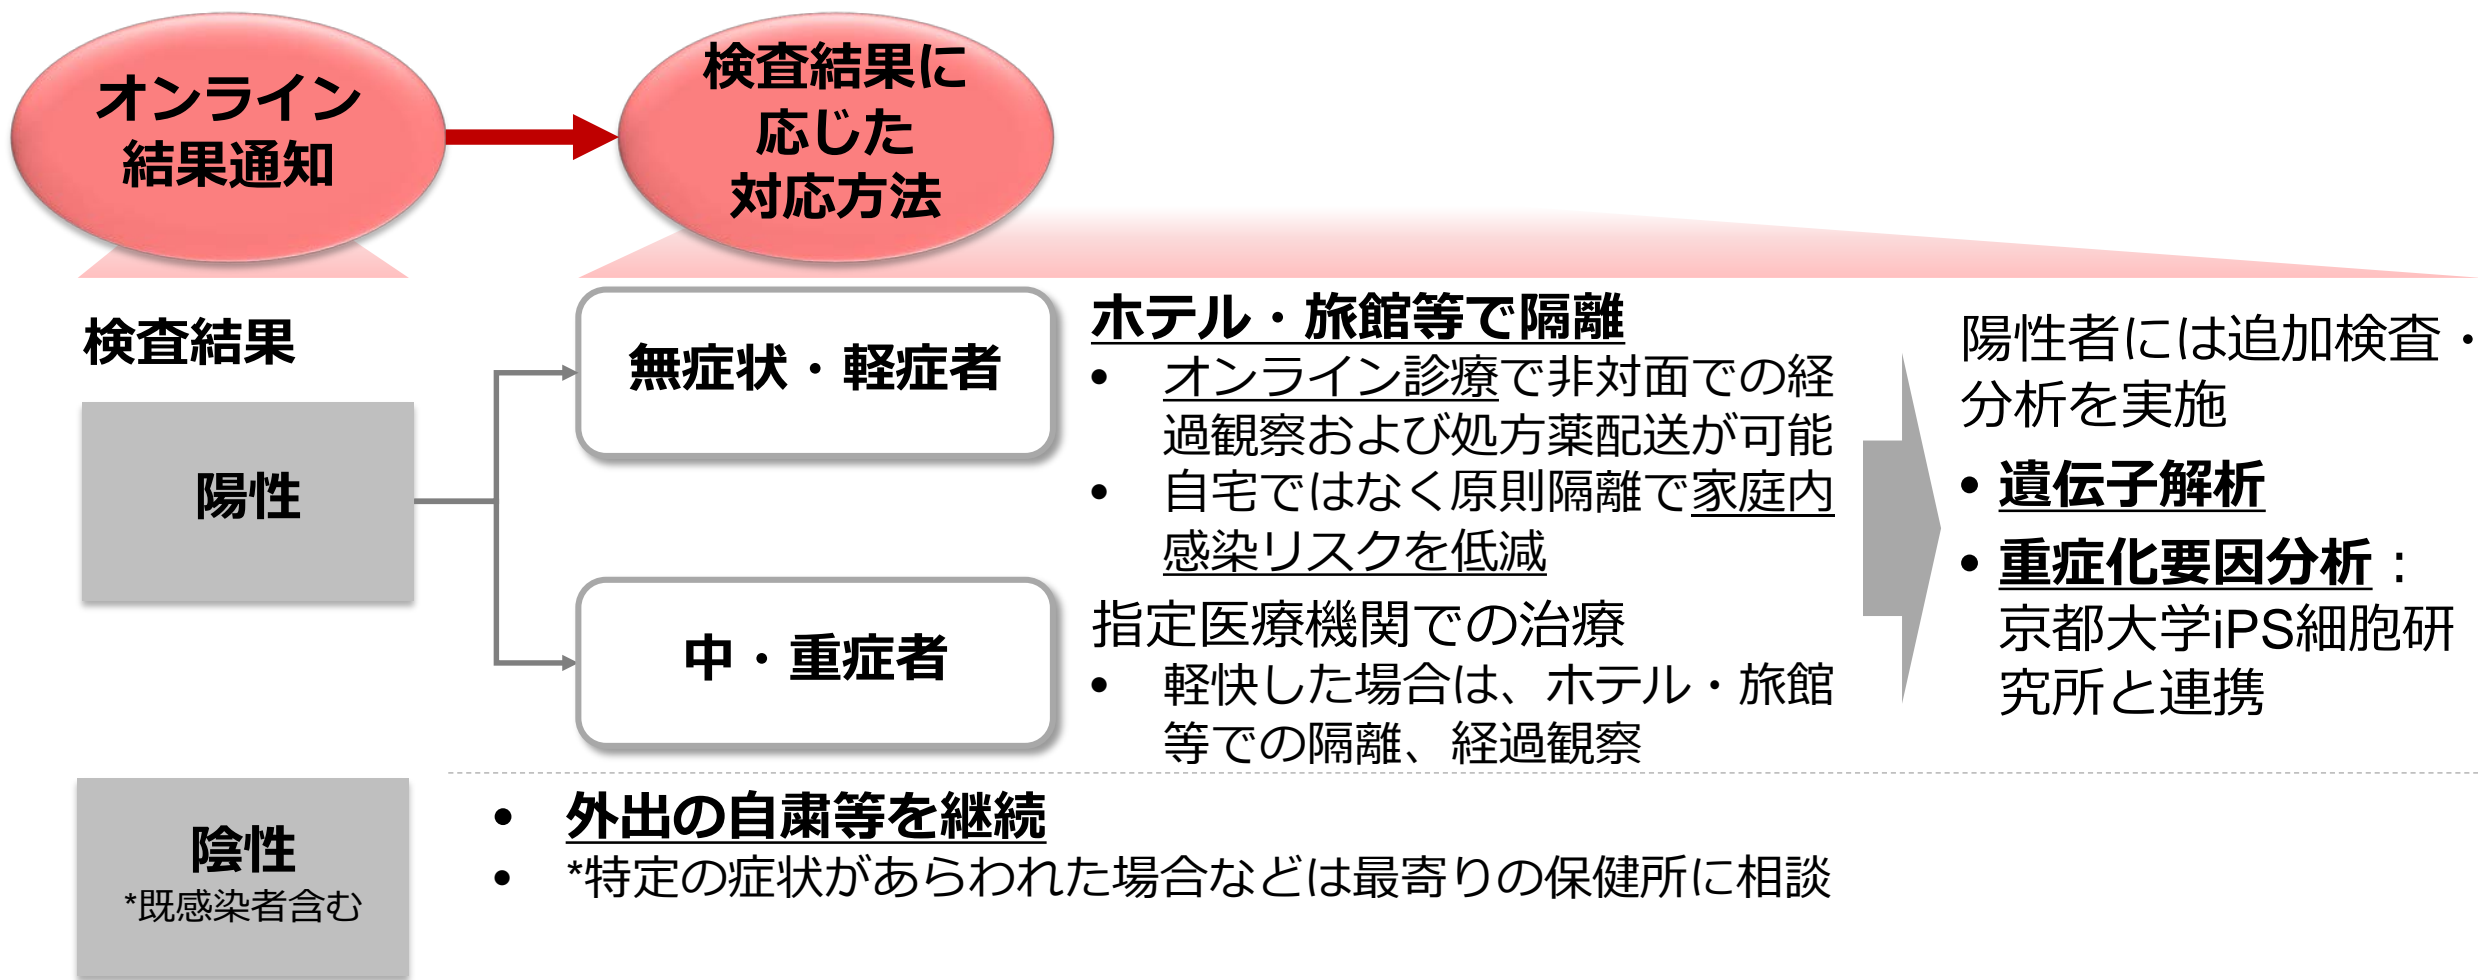 オンライン
結果通知
検査結果に
応じた
対応方法
検査結果
陽性
無症状・軽症者
ホテル・旅館等で隔離
• オンライン診療で非対面での経
過観察および処方薬配送が可能
• 自宅ではなく原則隔離で家庭内
感染リスクを低減
中・重症者
指定医療機関での治療
• 軽快した場合は、ホテル・旅館
等での隔離、経過観察
陽性者には追加検査・
分析を実施
• 遺伝子解析
• 重症化要因分析：
京都大学iPS細胞研
究所と連携
陰性
*既感染者含む
• 外出の自粛等を継続
• *特定の症状があらわれた場合などは最寄りの保健所に相談